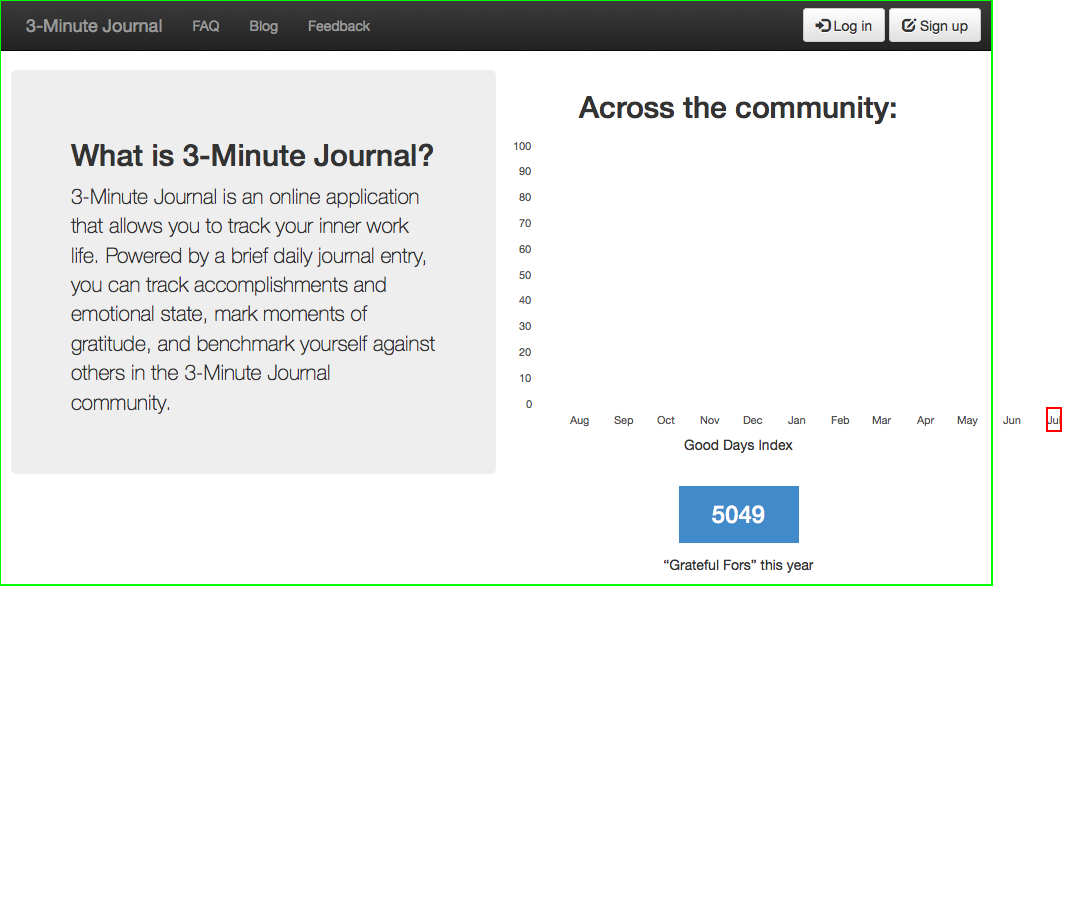 3-Minute Journal FAQ Blog Feedback Log in Sign up
What is 3-Minute Journal?
3-Minute Journal is an online application
that allows you to track your inner work
life. Powered by a brief daily journal entry,
you can track accomplishments and
emotional state, mark moments of
gratitude, and benchmark yourself against
others in the 3-Minute Journal
community.
Across the community:
100
90
80
70
60
50
40
30
20
10
0
Aug Sep Oct Nov Dec Jan Feb Mar Apr May Jun Jul
Good Days Index
5049
“Grateful Fors” this year